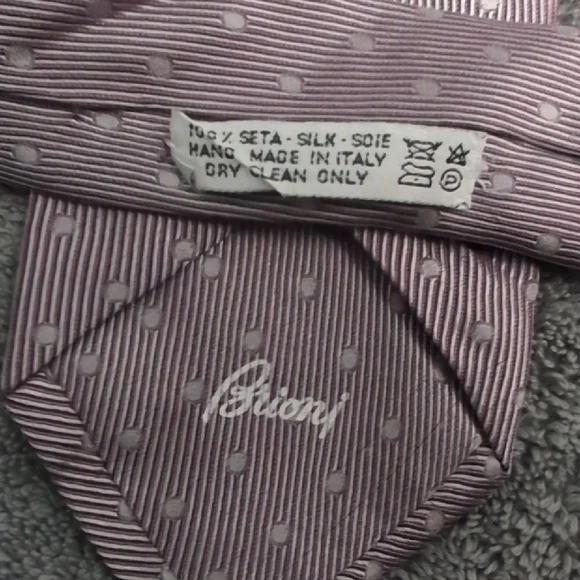 100% SETA - SILK - SOIE
HAND MADE IN ITALY
DRY CLEAN ONLY
P
Brioni